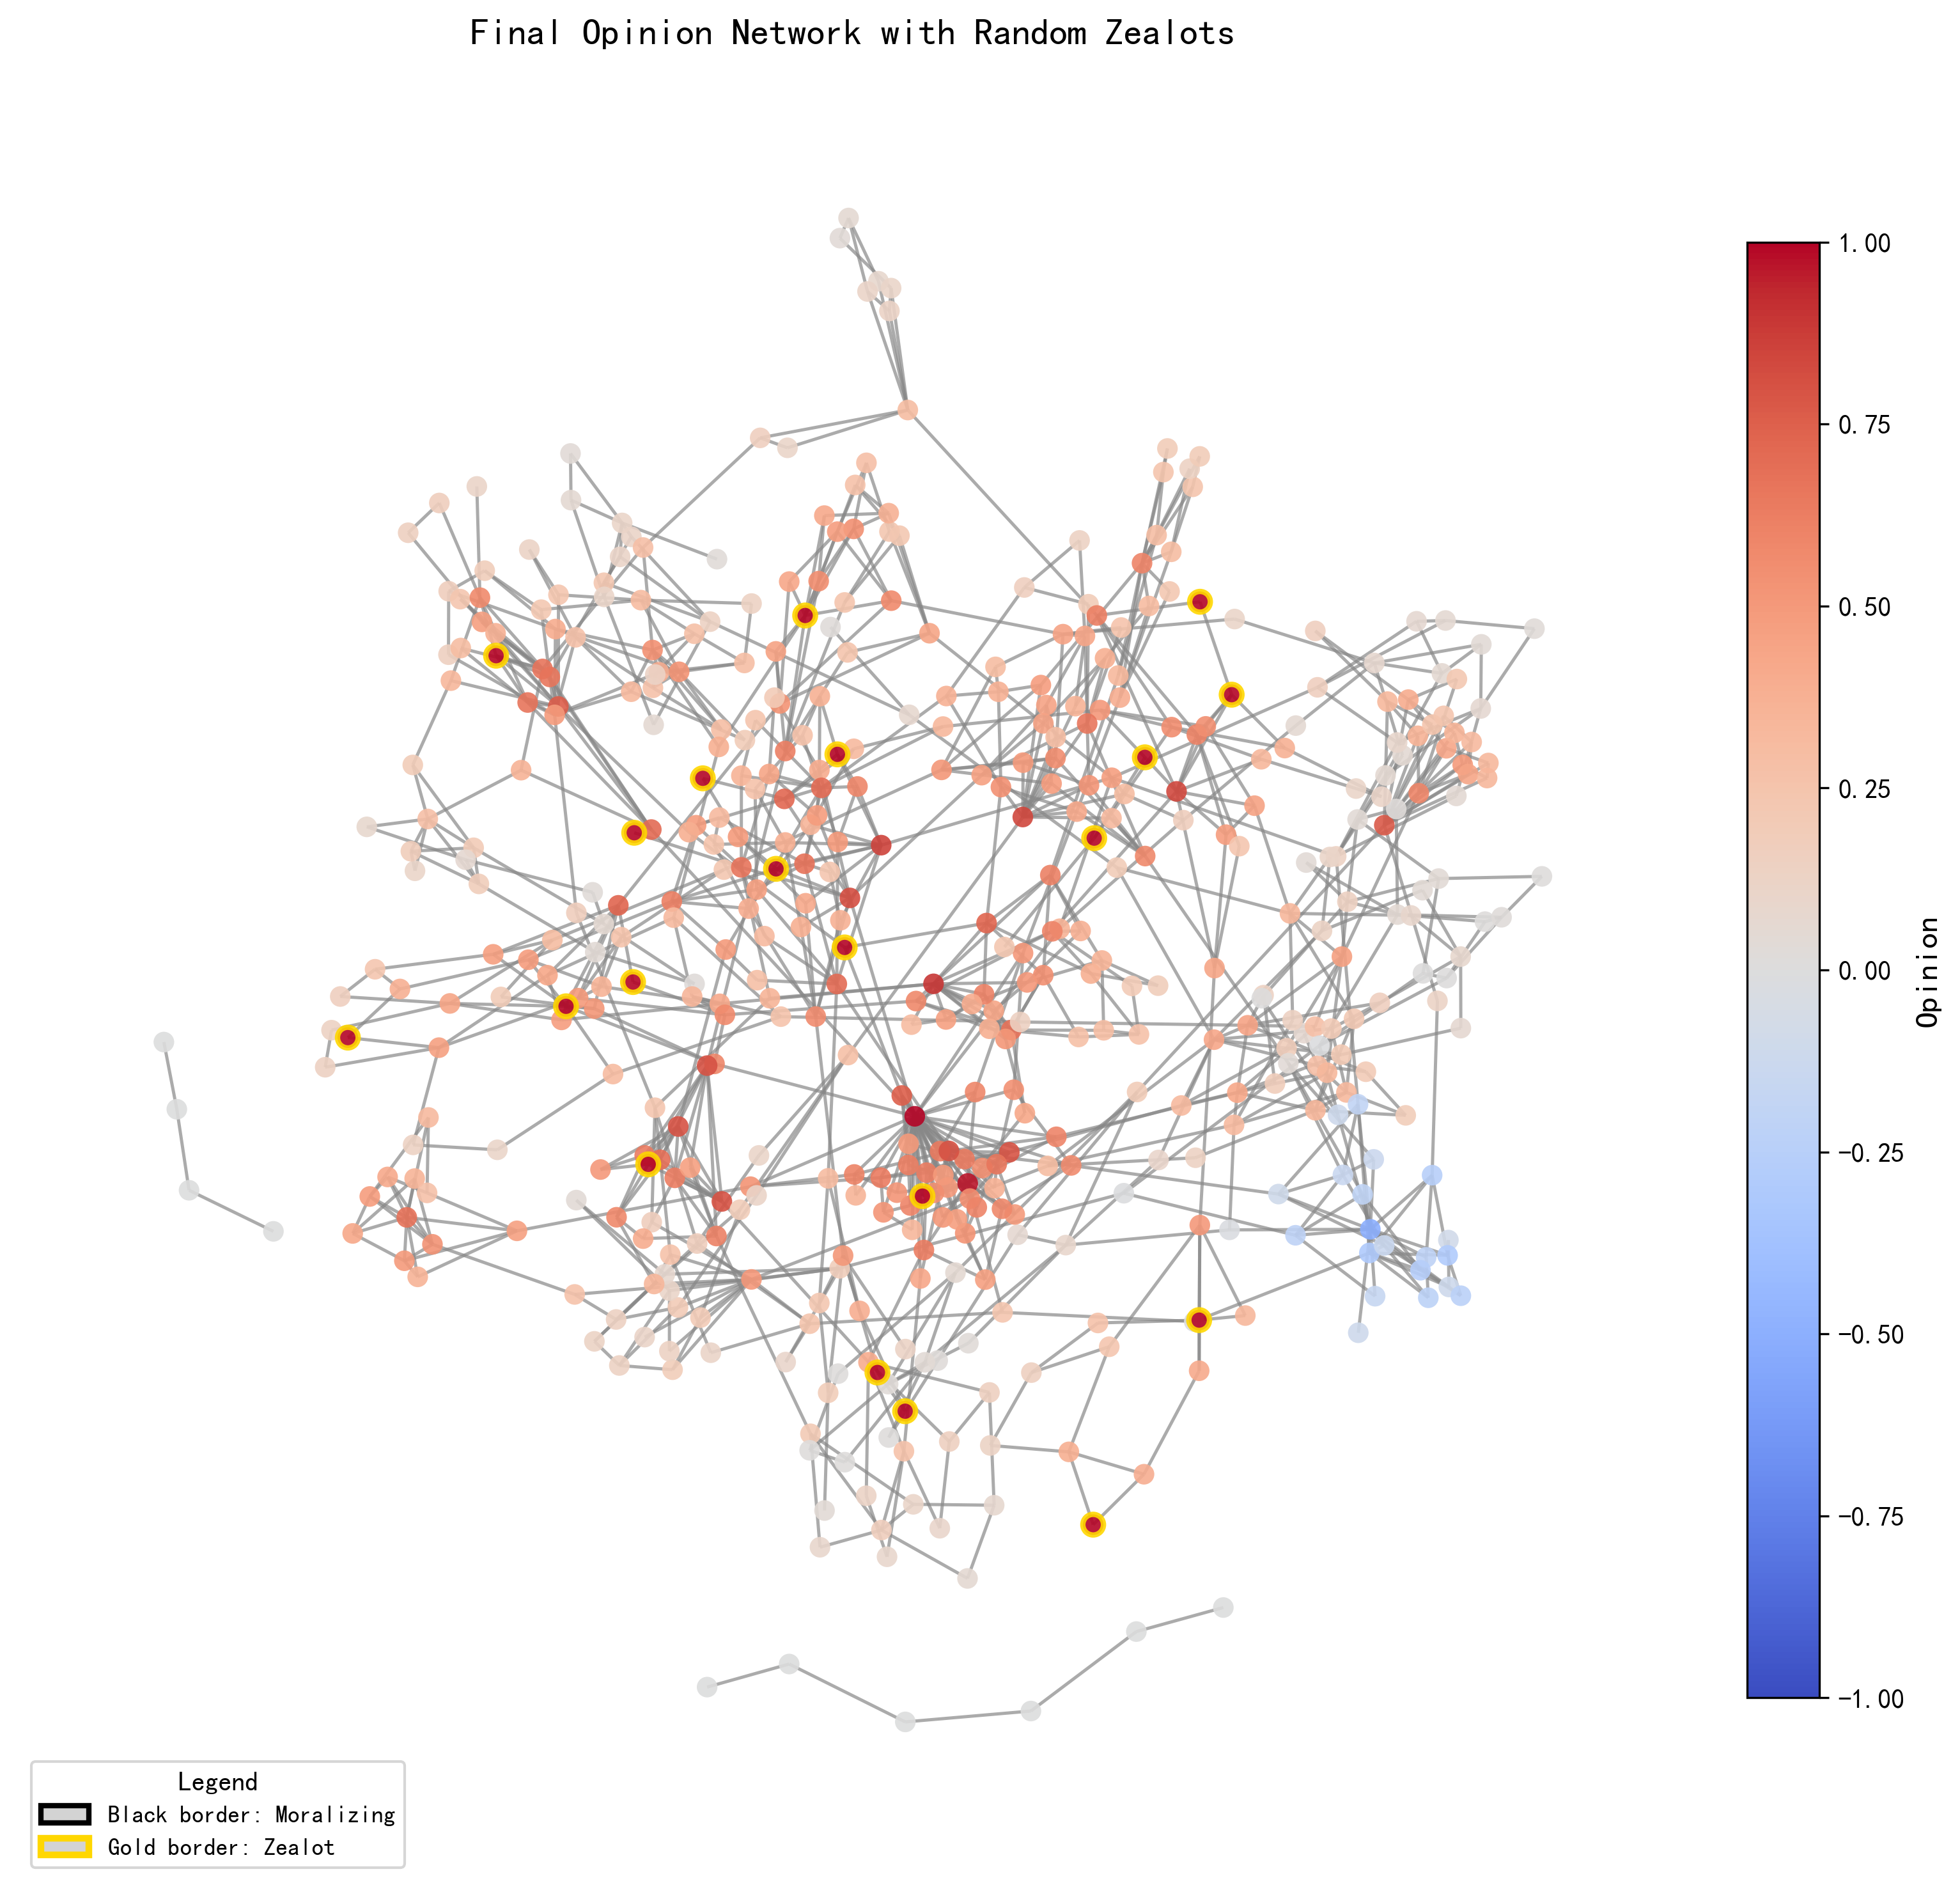 Final Opinion Network with Random Zealots
1.00
0.75
0.50
0.25
0.00
−0.25
−0.50
−0.75
−1.00
Opinion
Legend
Black border: Moralizing
Gold border: Zealot